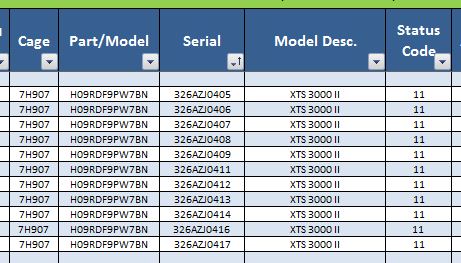 Cage Part/Model Serial Model Desc. Status Code
7H907 H09RDF9PW7BN 326AZJ0405 XTS 3000 II 11
7H907 H09RDF9PW7BN 326AZJ0406 XTS 3000 II 11
7H907 H09RDF9PW7BN 326AZJ0407 XTS 3000 II 11
7H907 H09RDF9PW7BN 326AZJ0408 XTS 3000 II 11
7H907 H09RDF9PW7BN 326AZJ0409 XTS 3000 II 11
7H907 H09RDF9PW7BN 326AZJ0411 XTS 3000 II 11
7H907 H09RDF9PW7BN 326AZJ0412 XTS 3000 II 11
7H907 H09RDF9PW7BN 326AZJ0413 XTS 3000 II 11
7H907 H09RDF9PW7BN 326AZJ0414 XTS 3000 II 11
7H907 H09RDF9PW7BN 326AZJ0416 XTS 3000 II 11
7H907 H09RDF9PW7BN 326AZJ0417 XTS 3000 II 11